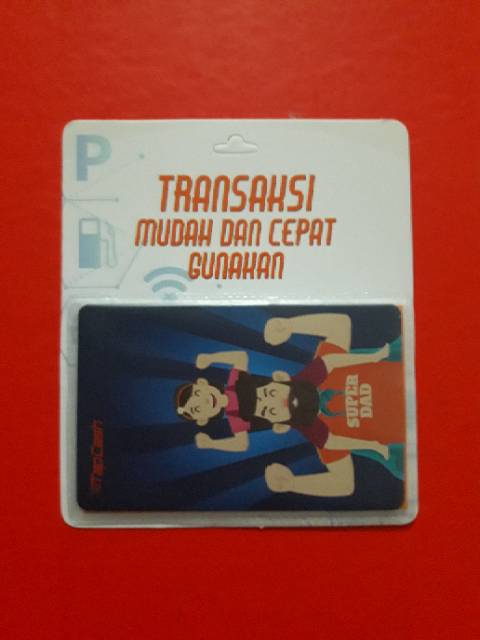 P
TRANSAKSI
MUDAH DAN CEPAT
GUNAKAN
SUPER
DAD